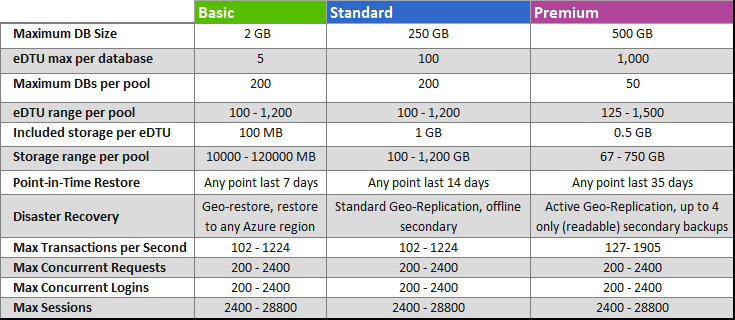 Basic Standard Premium
Maximum DB Size 2 GB 250 GB 500 GB
eDTU max per database 5 100 1,000
Maximum DBs per pool 200 200 50
eDTU range per pool 100 - 1,200 100 - 1,200 125 - 1,500
Included storage per eDTU 100 MB 1 GB 0.5 GB
Storage range per pool 10000 - 120000 MB 100 - 1,200 GB 67 - 750 GB
Point-in-Time Restore Any point last 7 days Any point last 14 days Any point last 35 days
Disaster Recovery Geo-restore, restore to any Azure region Standard Geo-Replication, offline secondary Active Geo-Replication, up to 4 only (readable) secondary backups
Max Transactions per Second 102 - 1224 102 - 1224 127- 1905
Max Concurrent Requests 200 - 2400 200 - 2400 200 - 2400
Max Concurrent Logins 200 - 2400 200 - 2400 200 - 2400
Max Sessions 2400 - 28800 2400 - 28800 2400 - 28800